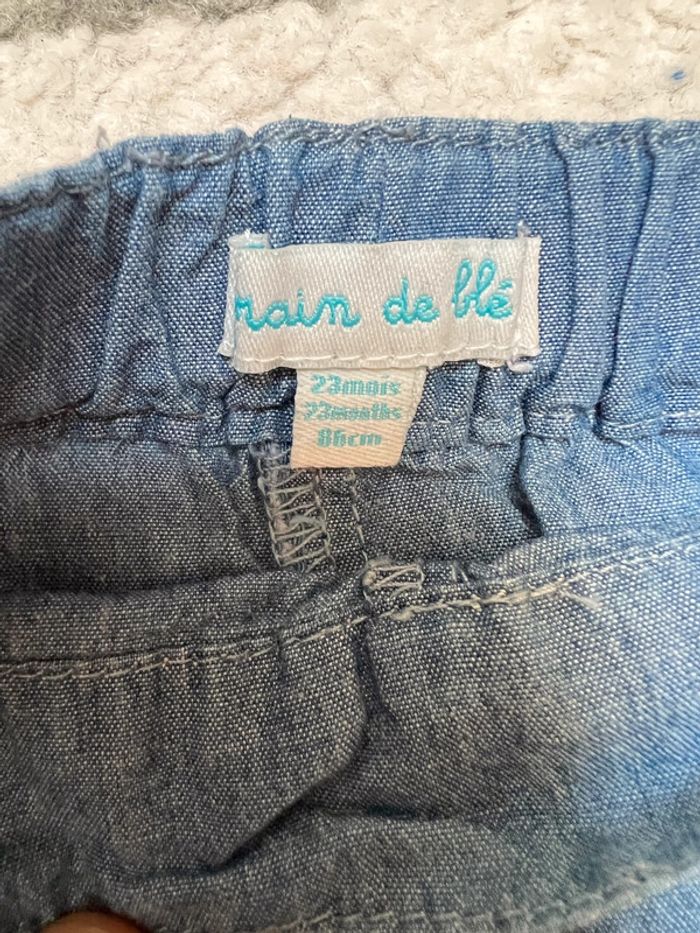 rain de blé
23mois
23months
86cm